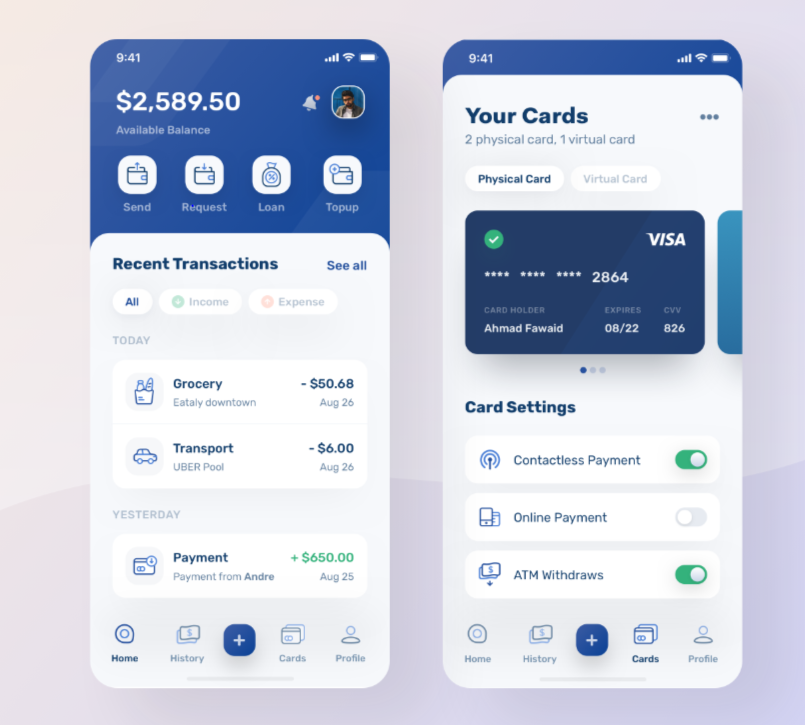 9:41
$2,589.50
Available Balance
Send Request Loan Topup
Recent Transactions See all
All Income Expense
TODAY
Grocery - $50.68
Eataly downtown Aug 26
Transport - $6.00
UBER Pool Aug 26
YESTERDAY
Payment + $650.00
Payment from Andre Aug 25
Home History + Cards Profile
9:41
Your Cards
2 physical card, 1 virtual card
Physical Card Virtual Card
VISA
**** **** **** 2864
CARD HOLDER EXPIRES CVV
Ahmad Fawaid 08/22 826
Card Settings
Contactless Payment
Online Payment
$
ATM Withdraws
Home History + Cards Profile